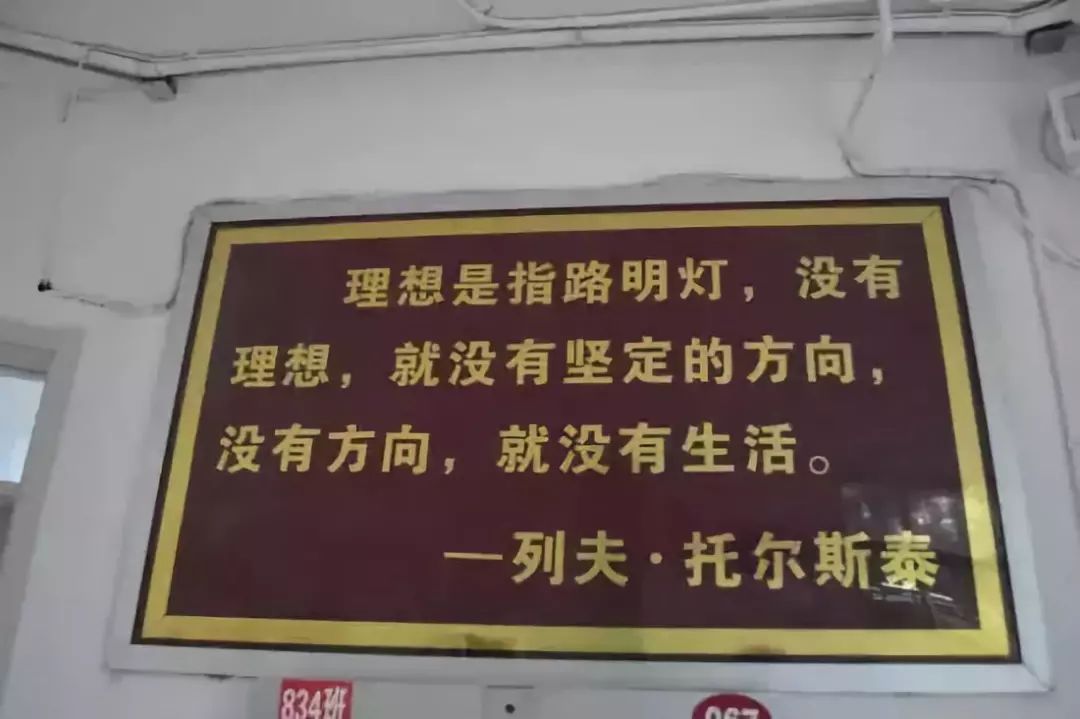 理想是指路明灯，没有
理想，就没有坚定的方向，
没有方向，就没有生活。
—列夫·托尔斯泰
834班
067